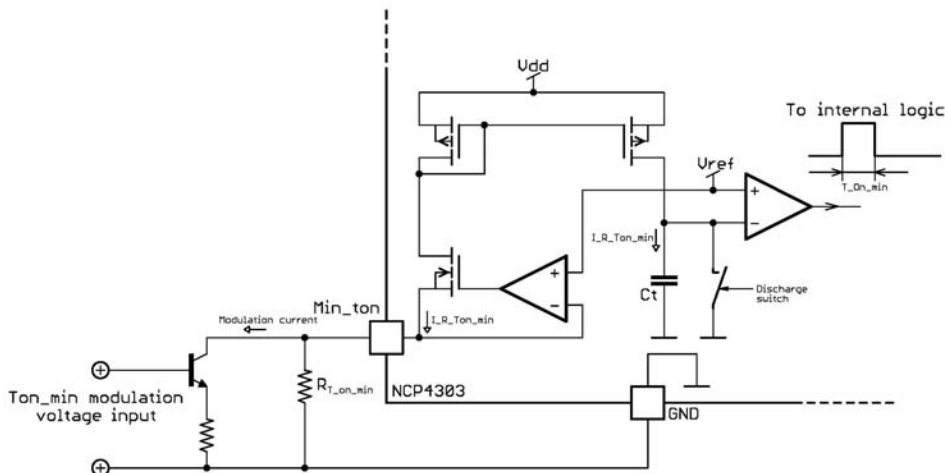 Vdd
To internal logic
Vref
T_On_min
+
−
I_R_Ton_min
+
−
Ct
Discharge
switch
Min_ton
Modulation current
I_R_Ton_min
Ton_min modulation
voltage input
RT_on_min
NCP4303
GND